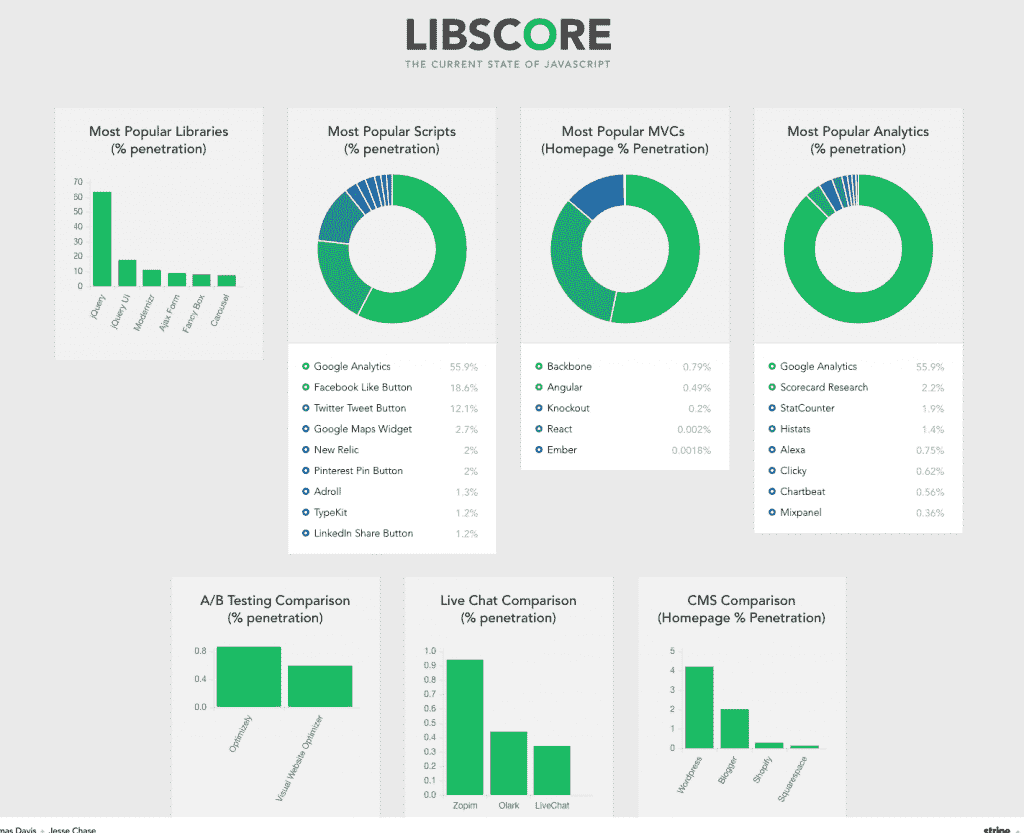 LIBSCORE
THE CURRENT STATE OF JAVASCRIPT
Most Popular Libraries
(% penetration)
70
60
50
40
30
20
10
0
jQuery
jQuery UI
Modernizr
Ajax Form
Fancy Box
Carousel
Most Popular Scripts
(% penetration)
Google Analytics 55.9%
Facebook Like Button 18.6%
Twitter Tweet Button 12.1%
Google Maps Widget 2.7%
New Relic 2%
Pinterest Pin Button 2%
Adroll 1.3%
TypeKit 1.2%
LinkedIn Share Button 1.2%
Most Popular MVCs
(Homepage % Penetration)
Backbone 0.79%
Angular 0.49%
Knockout 0.2%
React 0.002%
Ember 0.0018%
Most Popular Analytics
(% penetration)
Google Analytics 55.9%
Scorecard Research 2.2%
StatCounter 1.9%
Histats 1.4%
Alexa 0.75%
Clicky 0.62%
Chartbeat 0.56%
Mixpanel 0.36%
A/B Testing Comparison
(% penetration)
0.8
0.4
0.0
Optimizely
Visual Website Optimizer
Live Chat Comparison
(% penetration)
1.0
0.9
0.8
0.7
0.6
0.5
0.4
0.3
0.2
0.1
0.0
Zopim Olark LiveChat
CMS Comparison
(Homepage % Penetration)
5
4
3
2
1
0
Wordpress
Blogger
Shopify
Squarespace
mas Davis + Jesse Chase
stripe